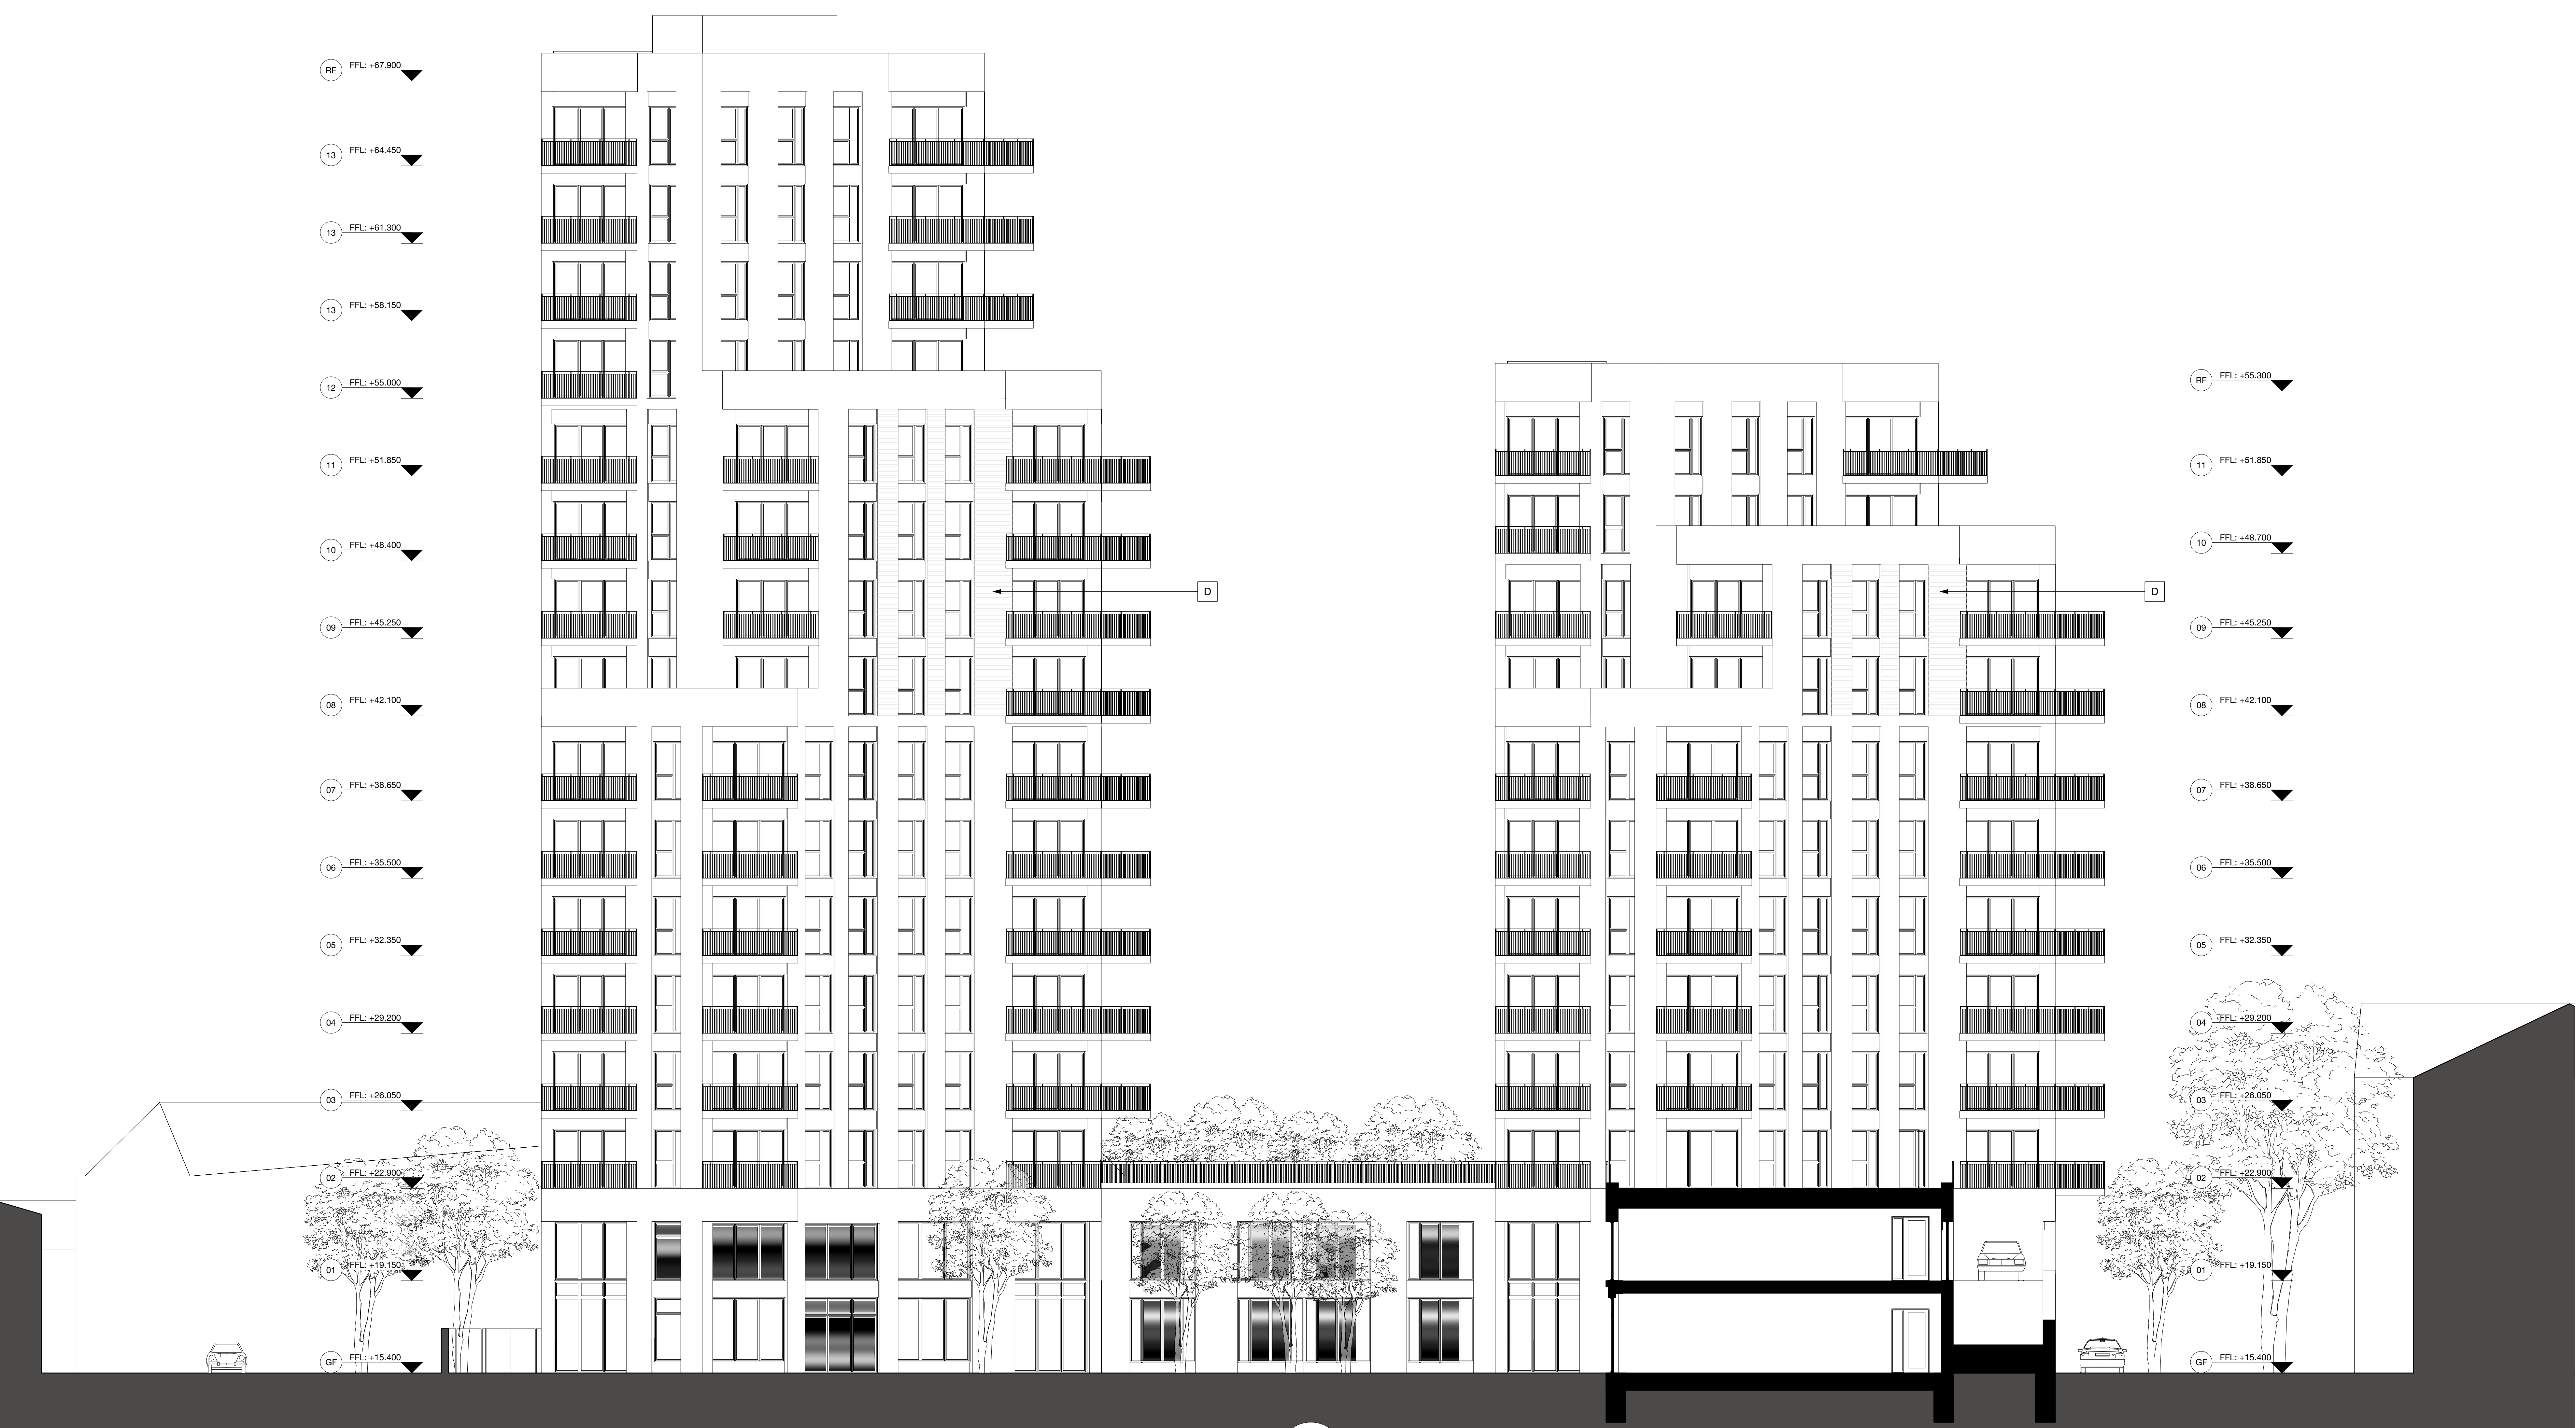 RF FFL: +67.900
13 FFL: +64.450
13 FFL: +61.300
13 FFL: +58.150
12 FFL: +55.000
11 FFL: +51.850
10 FFL: +48.400
09 FFL: +45.250
08 FFL: +42.100
07 FFL: +38.650
06 FFL: +35.500
05 FFL: +32.350
04 FFL: +29.200
03 FFL: +26.050
02 FFL: +22.900
01 FFL: +19.150
GF FFL: +15.400
D
D
RF FFL: +55.300
11 FFL: +51.850
10 FFL: +48.700
09 FFL: +45.250
08 FFL: +42.100
07 FFL: +38.650
06 FFL: +35.500
05 FFL: +32.350
04 FFL: +29.200
03 FFL: +26.050
02 FFL: +22.900
01 FFL: +19.150
GF FFL: +15.400